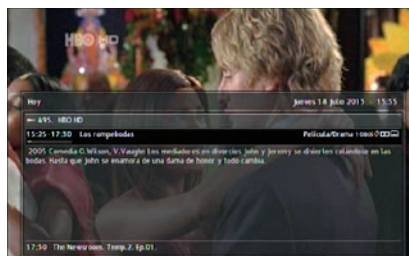 HBO HD
Hoy
Jueves 18 Julio 2013 - 15:55
495. HBO HD
15:25-17:30 Los rompebodas Película/Drama 1080i
2005 Comedia O.Wilson, V.Vaughn Los mediadores en divorcios John y Jeremy se divierten colándose en las
bodas. Hasta que John se enamora de una dama de honor y todo cambia.
17:30 The Newsroom. Temp.2. Ep.01.